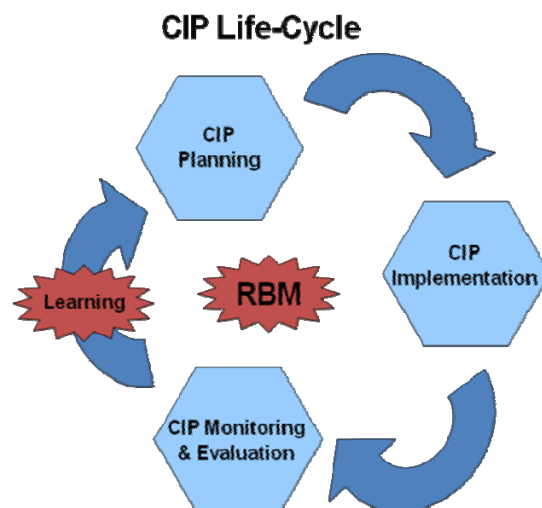 CIP Life-Cycle
CIP
Planning
CIP
Implementation
Learning
RBM
CIP Monitoring
& Evaluation